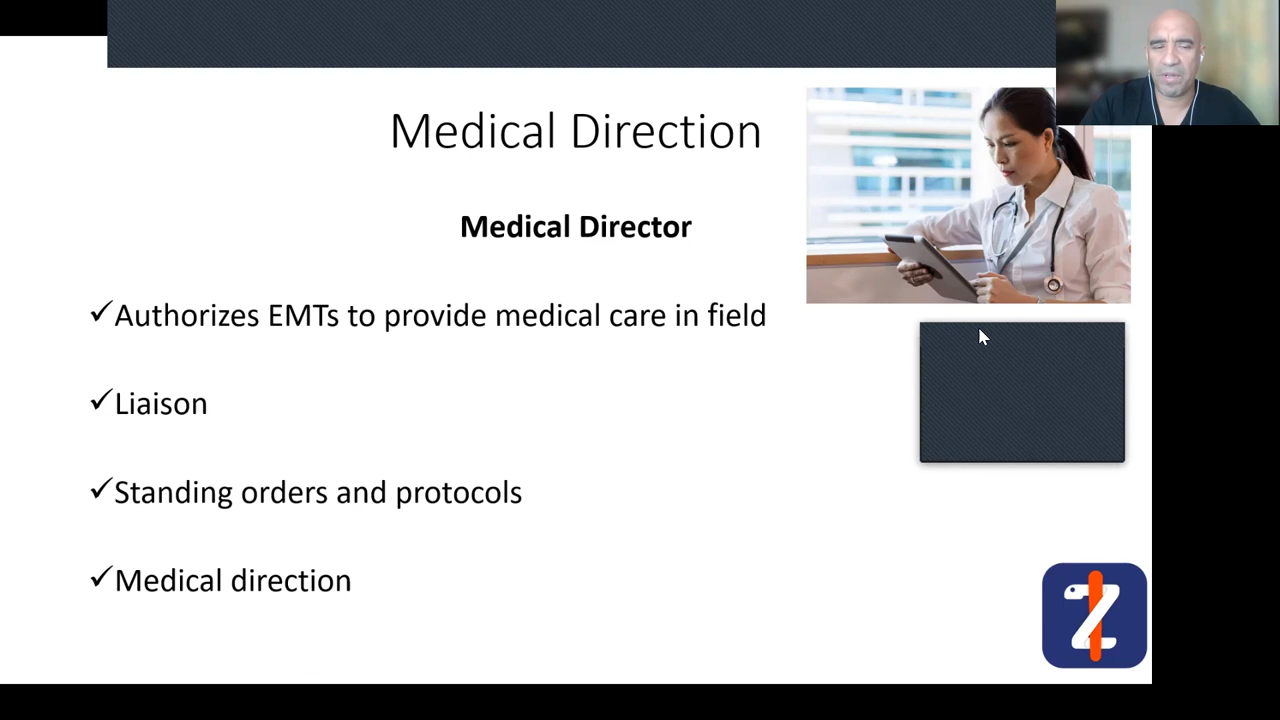 Medical Direction
Medical Director
✓Authorizes EMTs to provide medical care in field
✓Liaison
✓Standing orders and protocols
✓Medical direction